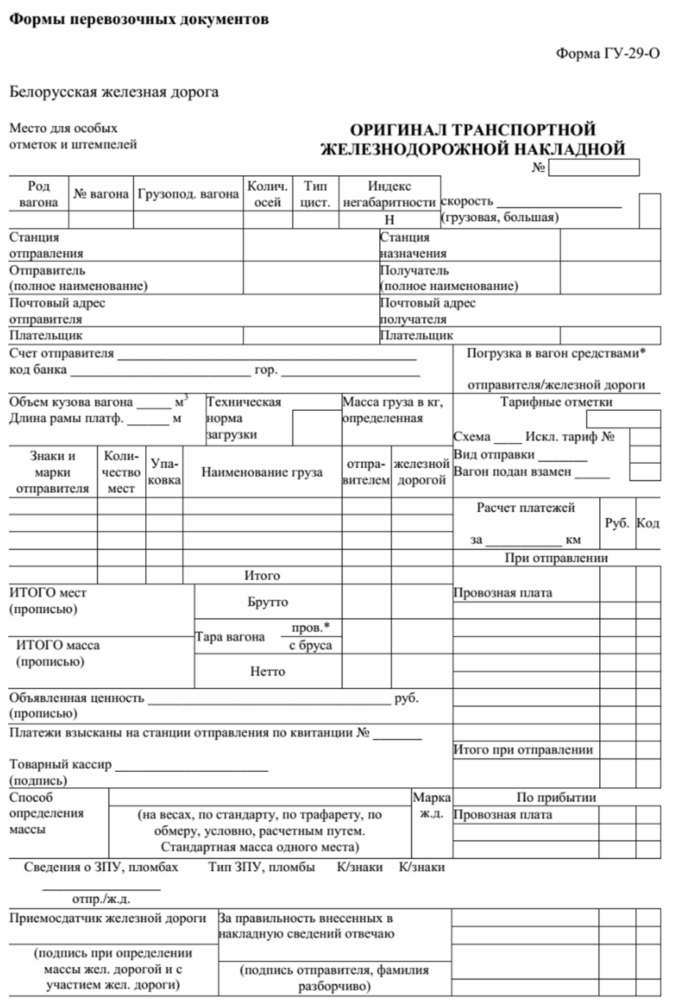 Формы перевозочных документов
Форма ГУ-29-О
Белорусская железная дорога
Место для особых
отметок и штемпелей
ОРИГИНАЛ ТРАНСПОРТНОЙ
ЖЕЛЕЗНОДОРОЖНОЙ НАКЛАДНОЙ
№
Род
вагона
№ вагона
Грузопод. вагона
Колич.
осей
Тип
цист.
Индекс
негабаритности
Н
скорость __________________
(грузовая, большая)
Станция
отправления
Станция
назначения
Отправитель
(полное наименование)
Получатель
(полное наименование)
Почтовый адрес
отправителя
Почтовый адрес
получателя
Плательщик
Плательщик
Счет отправителя ___________________________________________
код банка __________________________ гор. ____________________
Погрузка в вагон средствами*
отправителя/железной дороги
Объем кузова вагона _____ м³
Длина рамы платф. ______ м
Техническая
норма
загрузки
Масса груза в кг,
определенная
Тарифные отметки
Схема ____ Искл. тариф №
Вид отправки _______
Вагон подан взамен _____
Знаки и
марки
отправителя
Коли-
чество
мест
Упа-
ковка
Наименование груза
отпра-
вителем
железной
дорогой
Расчет платежей
за ___________ км
Руб.
Код
При отправлении
Итого
ИТОГО мест
(прописью)
Брутто
Провозная плата
Тара вагона
пров.*
с бруса
ИТОГО масса
(прописью)
Нетто
Объявленная ценность ___________________________________ руб.
(прописью)
Платежи взысканы на станции отправления по квитанции № _______
Итого при отправлении
Товарный кассир ______________________
(подпись)
Способ
определения
массы
(на весах, по стандарту, по трафарету, по
обмеру, условно, расчетным путем.
Стандартная масса одного места)
Марка
ж.д.
По прибытии
Провозная плата
Сведения о ЗПУ, пломбах Тип ЗПУ, пломбы К/знаки К/знаки
_________________
отпр./ж.д.
Приемосдатчик железной дороги
(подпись при определении
массы жел. дорогой и с
участием жел. дороги)
За правильность внесенных в
накладную сведений отвечаю
(подпись отправителя, фамилия
разборчиво)